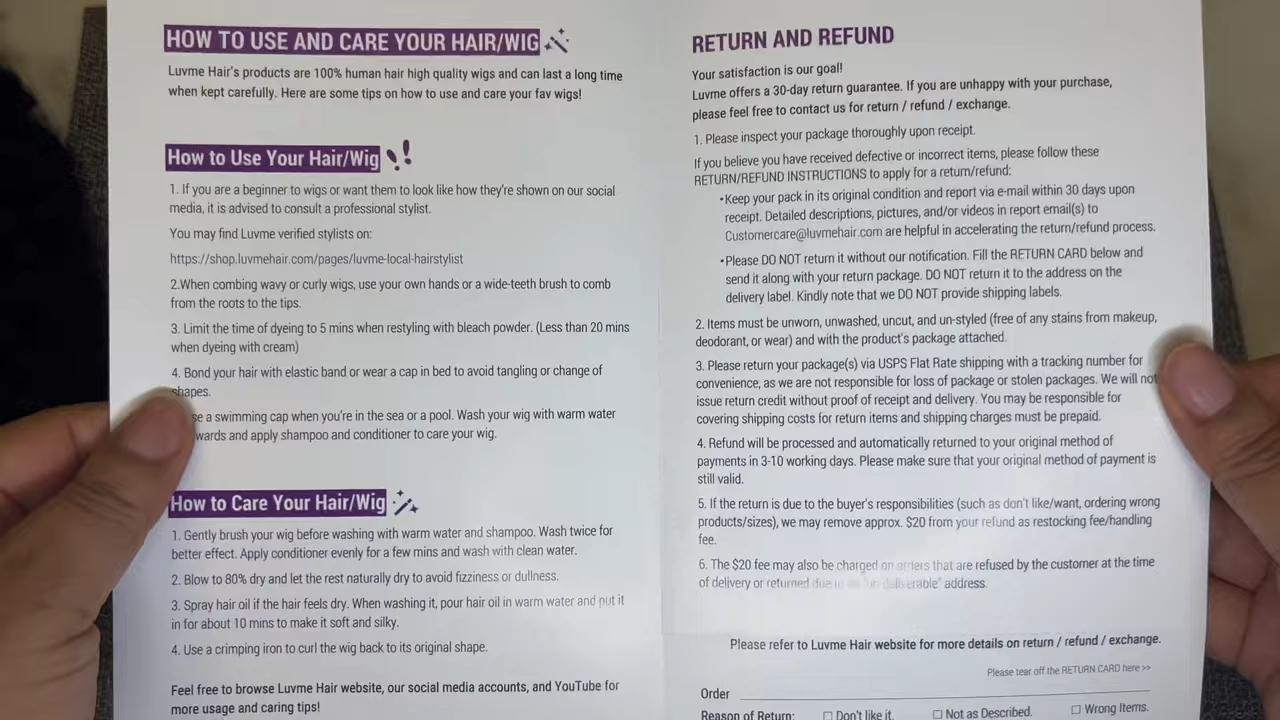 HOW TO USE AND CARE YOUR HAIR/WIG
Luvme Hair's products are 100% human hair high quality wigs and can last a long time
when kept carefully. Here are some tips on how to use and care your fav wigs!
How to Use Your Hair/Wig
1. If you are a beginner to wigs or want them to look like how they're shown on our social
media, it is advised to consult a professional stylist.
You may find Luvme verified stylists on:
https://shop.luvmehair.com/pages/luvme-local-hairstylist
2.When combing wavy or curly wigs, use your own hands or a wide-teeth brush to comb
from the roots to the tips.
3. Limit the time of dyeing to 5 mins when restyling with bleach powder. (Less than 20 mins
when dyeing with cream)
4. Bond your hair with elastic band or wear a cap in bed to avoid tangling or change of
shapes.
se a swimming cap when you're in the sea or a pool. Wash your wig with warm water
wards and apply shampoo and conditioner to care your wig.
How to Care Your Hair/Wig
1. Gently brush your wig before washing with warm water and shampoo. Wash twice for
better effect. Apply conditioner evenly for a few mins and wash with clean water.
2. Blow to 80% dry and let the rest naturally dry to avoid fizziness or dullness.
3. Spray hair oil if the hair feels dry. When washing it, pour hair oil in warm water and put it
in for about 10 mins to make it soft and silky.
4. Use a crimping iron to curl the wig back to its original shape.
Feel free to browse Luvme Hair website, our social media accounts, and YouTube for
more usage and caring tips!
RETURN AND REFUND
Your satisfaction is our goal!
Luvme offers a 30-day return guarantee. If you are unhappy with your purchase,
please feel free to contact us for return / refund / exchange.
1. Please inspect your package thoroughly upon receipt.
If you believe you have received defective or incorrect items, please follow these
RETURN/REFUND INSTRUCTIONS to apply for a return/refund:
•Keep your pack in its original condition and report via e-mail within 30 days upon
receipt. Detailed descriptions, pictures, and/or videos in report email(s) to
Customercare@luvmehair.com are helpful in accelerating the return/refund process.
•Please DO NOT return it without our notification. Fill the RETURN CARD below and
send it along with your return package. DO NOT return it to the address on the
delivery label. Kindly note that we DO NOT provide shipping labels.
2. Items must be unworn, unwashed, uncut, and un-styled (free of any stains from makeup,
deodorant, or wear) and with the product's package attached.
3. Please return your package(s) via USPS Flat Rate shipping with a tracking number for
convenience, as we are not responsible for loss of package or stolen packages. We will not
issue return credit without proof of receipt and delivery. You may be responsible for
covering shipping costs for return items and shipping charges must be prepaid.
4. Refund will be processed and automatically returned to your original method of
payments in 3-10 working days. Please make sure that your original method of payment is
still valid.
5. If the return is due to the buyer's responsibilities (such as don't like/want, ordering wrong
products/sizes), we may remove approx. $20 from your refund as restocking fee/handling
fee.
6. The $20 fee may also be charged on orders that are refused by the customer at the time
of delivery or returned due to an "un-deliverable" address.
Please refer to Luvme Hair website for more details on return / refund / exchange.
Please tear off the RETURN CARD here >>
Order
Reason of Return: □ Don't like it. □ Not as Described. □ Wrong Items.